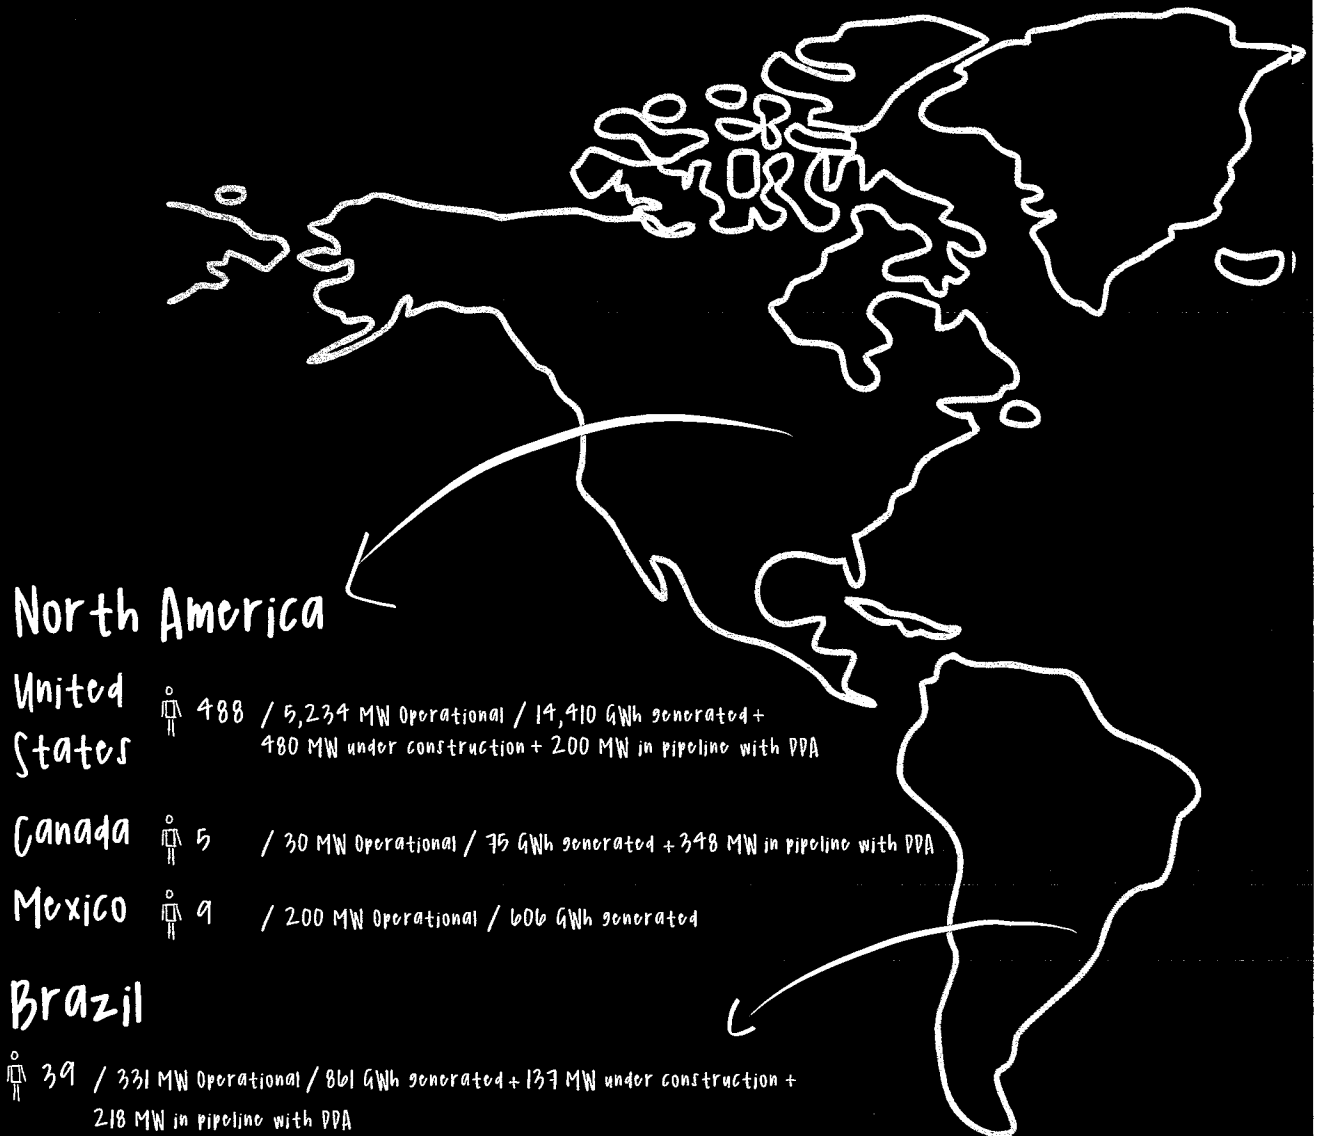 North America
United States 488 / 5,234 MW Operational / 14,410 GWh generated +
480 MW under construction + 200 MW in pipeline with PPA
Canada 5 / 30 MW Operational / 75 GWh generated + 348 MW in pipeline with PPA
Mexico 9 / 200 MW Operational / 606 GWh generated
Brazil
39 / 331 MW Operational / 861 GWh generated + 137 MW under construction +
218 MW in pipeline with PPA